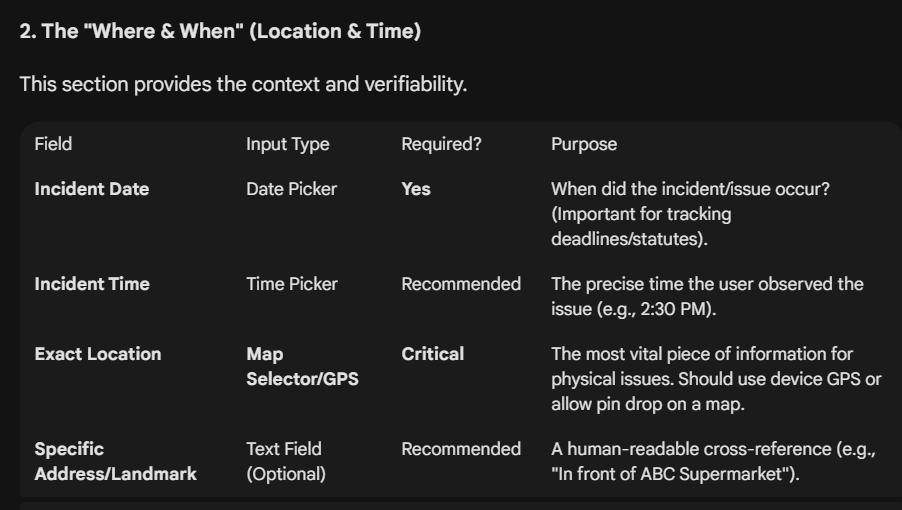 2. The "Where & When" (Location & Time)
This section provides the context and verifiability.
Field Input Type Required? Purpose
Incident Date Date Picker Yes When did the incident/issue occur?
(Important for tracking
deadlines/statutes).
Incident Time Time Picker Recommended The precise time the user observed the
issue (e.g., 2:30 PM).
Exact Location Map Critical The most vital piece of information for
Selector/GPS physical issues. Should use device GPS or
allow pin drop on a map.
Specific Text Field Recommended A human-readable cross-reference (e.g.,
Address/Landmark (Optional) "In front of ABC Supermarket").